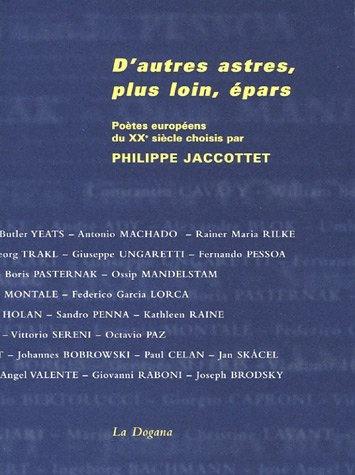 D'autres astres,
plus loin, épars
Poètes européens
du XXe siècle choisis par
PHILIPPE JACCOTTET
Constantin CAVAFY – William B
Butler YEATS – Antonio MACHADO – Rainer Maria RILKE
eorg TRAKL – Giuseppe UNGARETTI – Fernando PESSOA
Boris PASTERNAK – Ossip MANDELSTAM
MONTALE – Federico Garcia LORCA
HOLAN – Sandro PENNA – Kathleen RAINE
– Vittorio SERENI – Octavio PAZ
T – Johannes BOBROWSKI – Paul CELAN – Jan SKÁCEL
Angel VALENTE – Giovanni RABONI – Joseph BRODSKY
La Dogana